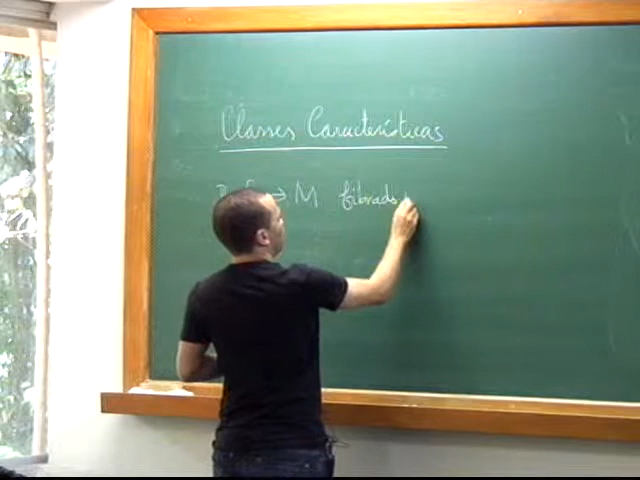 Classes Características
→ M fibrado